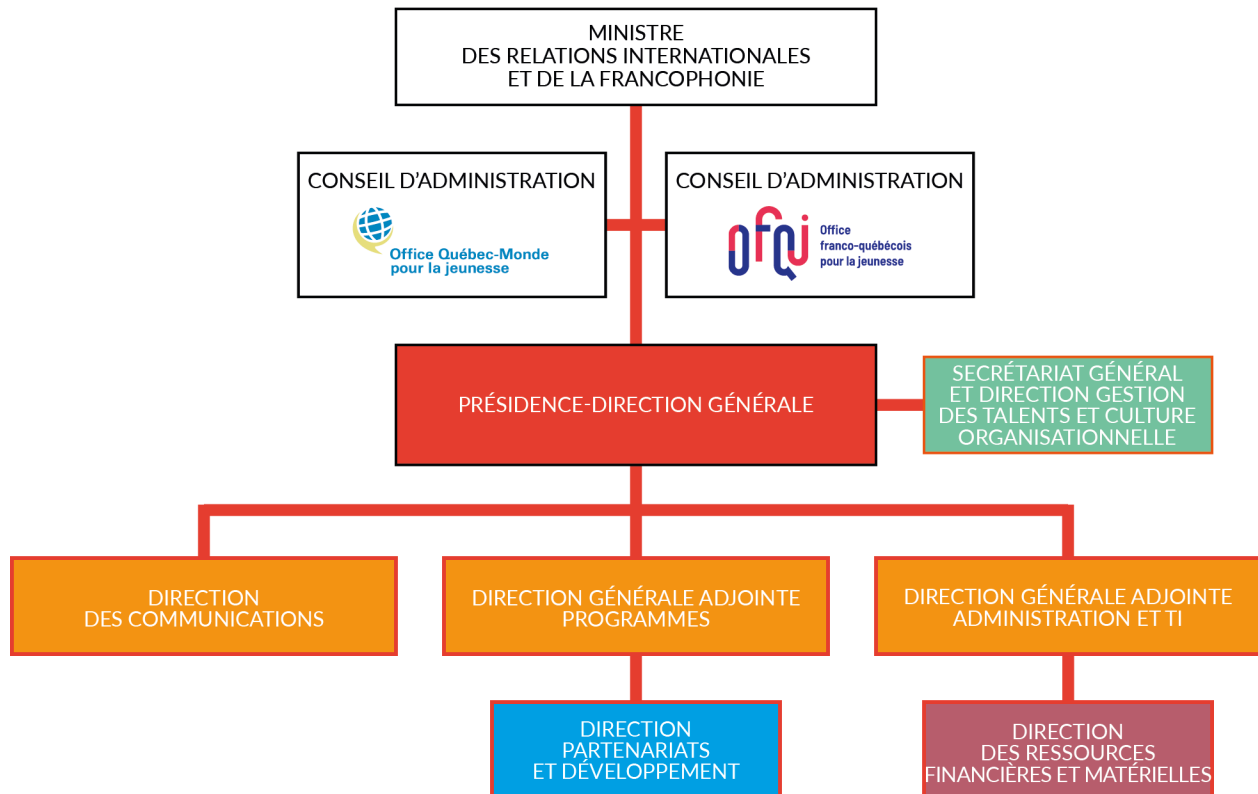 MINISTRE
DES RELATIONS INTERNATIONALES
ET DE LA FRANCOPHONIE
CONSEIL D'ADMINISTRATION
Office Québec-Monde
pour la jeunesse
CONSEIL D'ADMINISTRATION
OFQJ
Office
franco-québécois
pour la jeunesse
PRÉSIDENCE-DIRECTION GÉNÉRALE
SECRÉTARIAT GÉNÉRAL
ET DIRECTION GESTION
DES TALENTS ET CULTURE
ORGANISATIONNELLE
DIRECTION
DES COMMUNICATIONS
DIRECTION GÉNÉRALE ADJOINTE
PROGRAMMES
DIRECTION GÉNÉRALE ADJOINTE
ADMINISTRATION ET TI
DIRECTION
PARTENARIATS
ET DÉVELOPPEMENT
DIRECTION
DES RESSOURCES
FINANCIÈRES ET MATÉRIELLES